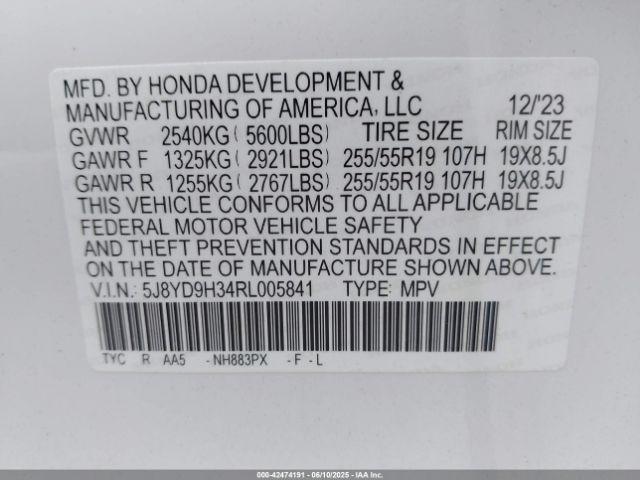 MFD. BY HONDA DEVELOPMENT &
MANUFACTURING OF AMERICA, LLC 12/'23
GVWR 2540KG ( 5600LBS) TIRE SIZE RIM SIZE
GAWR F 1325KG ( 2921LBS) 255/55R19 107H 19X8.5J
GAWR R 1255KG ( 2767LBS) 255/55R19 107H 19X8.5J
THIS VEHICLE CONFORMS TO ALL APPLICABLE
FEDERAL MOTOR VEHICLE SAFETY
AND THEFT PREVENTION STANDARDS IN EFFECT
ON THE DATE OF MANUFACTURE SHOWN ABOVE.
V.I.N.: 5J8YD9H34RL005841 TYPE: MPV
TYC R AA5 -NH883PX -F -L
000-42474191 - 06/10/2025 - IAA Inc.